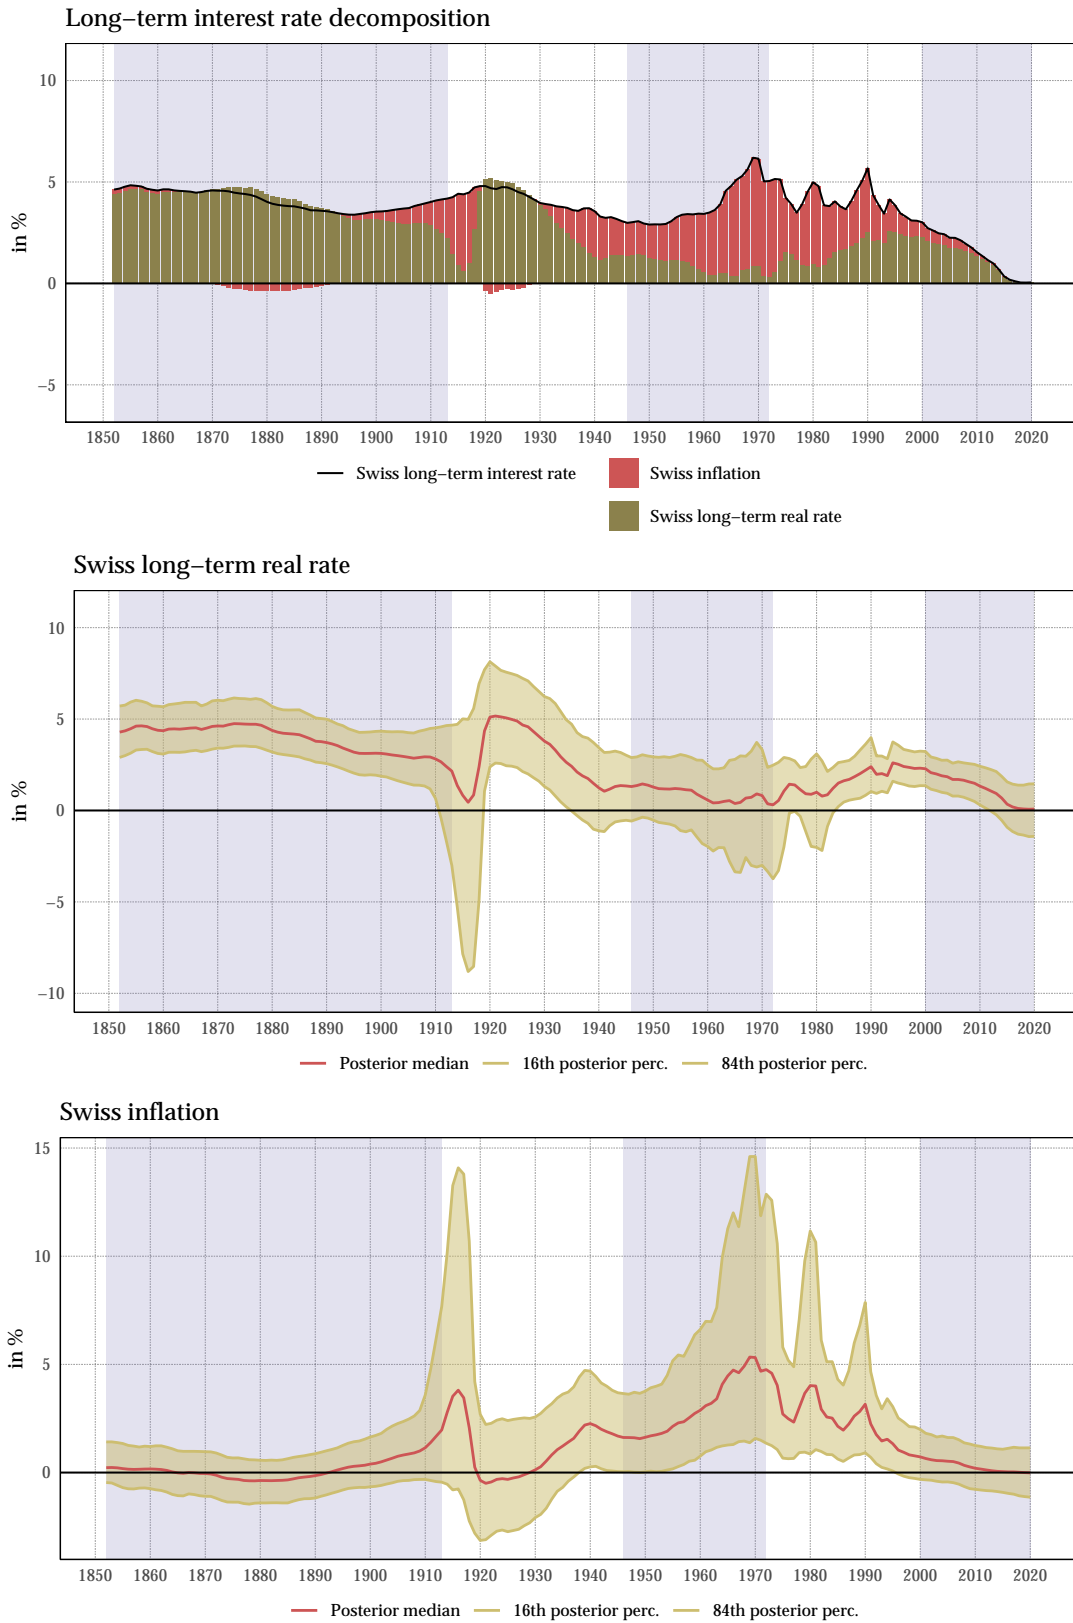 Long–term interest rate decomposition
10
5
0
−5
in %
1850 1860 1870 1880 1890 1900 1910 1920 1930 1940 1950 1960 1970 1980 1990 2000 2010 2020
Swiss long–term interest rate
Swiss inflation
Swiss long–term real rate
Swiss long–term real rate
10
5
0
−5
−10
in %
1850 1860 1870 1880 1890 1900 1910 1920 1930 1940 1950 1960 1970 1980 1990 2000 2010 2020
Posterior median 16th posterior perc. 84th posterior perc.
Swiss inflation
15
10
5
0
in %
1850 1860 1870 1880 1890 1900 1910 1920 1930 1940 1950 1960 1970 1980 1990 2000 2010 2020
Posterior median 16th posterior perc. 84th posterior perc.